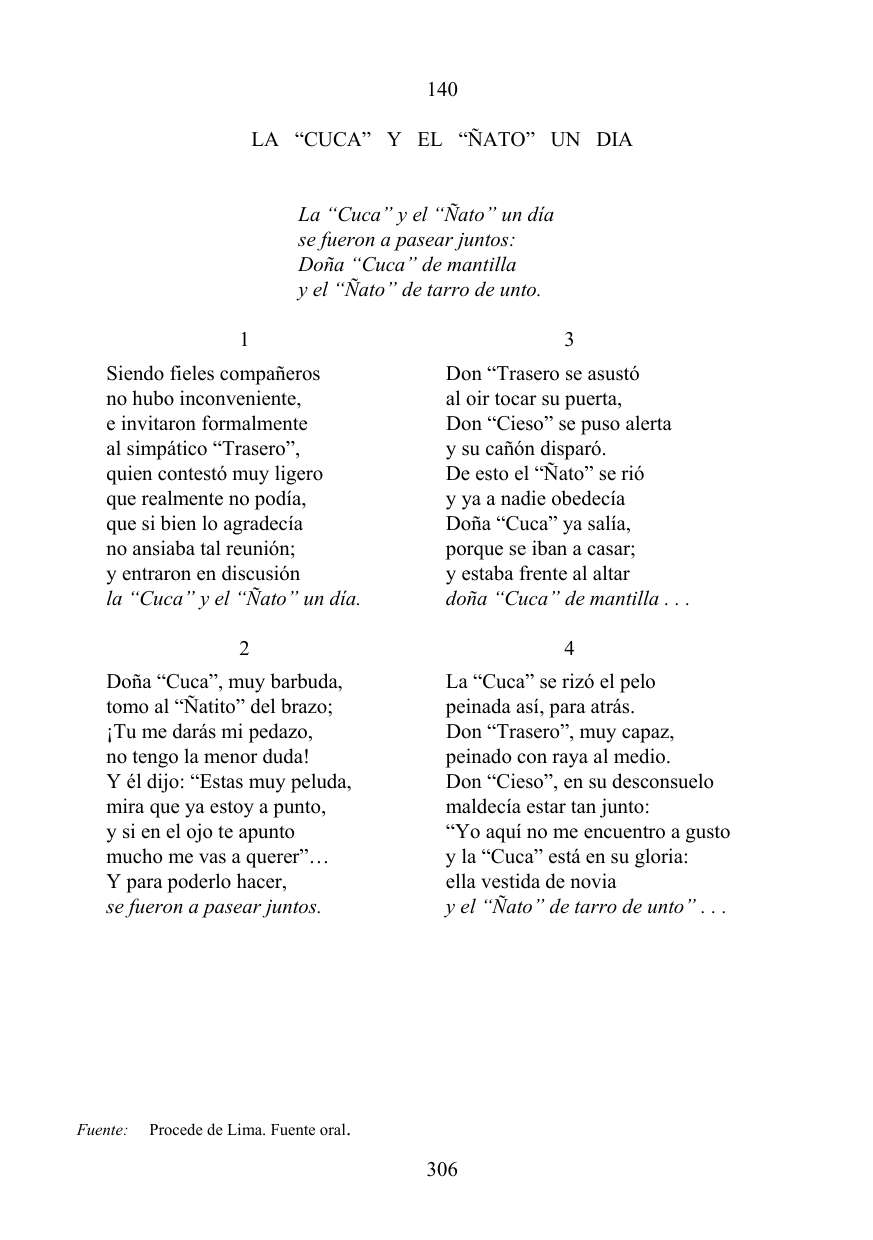 140
LA “CUCA” Y EL “ÑATO” UN DIA
La “Cuca” y el “Ñato” un día
se fueron a pasear juntos:
Doña “Cuca” de mantilla
y el “Ñato” de tarro de unto.
1
Siendo fieles compañeros
no hubo inconveniente,
e invitaron formalmente
al simpático “Trasero”,
quien contestó muy ligero
que realmente no podía,
que si bien lo agradecía
no ansiaba tal reunión;
y entraron en discusión
la “Cuca” y el “Ñato” un día.
2
Doña “Cuca”, muy barbuda,
tomo al “Ñatito” del brazo;
¡Tu me darás mi pedazo,
no tengo la menor duda!
Y él dijo: “Estas muy peluda,
mira que ya estoy a punto,
y si en el ojo te apunto
mucho me vas a querer”…
Y para poderlo hacer,
se fueron a pasear juntos.
3
Don “Trasero se asustó
al oir tocar su puerta,
Don “Cieso” se puso alerta
y su cañón disparó.
De esto el “Ñato” se rió
y ya a nadie obedecía
Doña “Cuca” ya salía,
porque se iban a casar;
y estaba frente al altar
doña “Cuca” de mantilla . . .
4
La “Cuca” se rizó el pelo
peinada así, para atrás.
Don “Trasero”, muy capaz,
peinado con raya al medio.
Don “Cieso”, en su desconsuelo
maldecía estar tan junto:
“Yo aquí no me encuentro a gusto
y la “Cuca” está en su gloria:
ella vestida de novia
y el “Ñato” de tarro de unto” . . .
Fuente: Procede de Lima. Fuente oral.
306